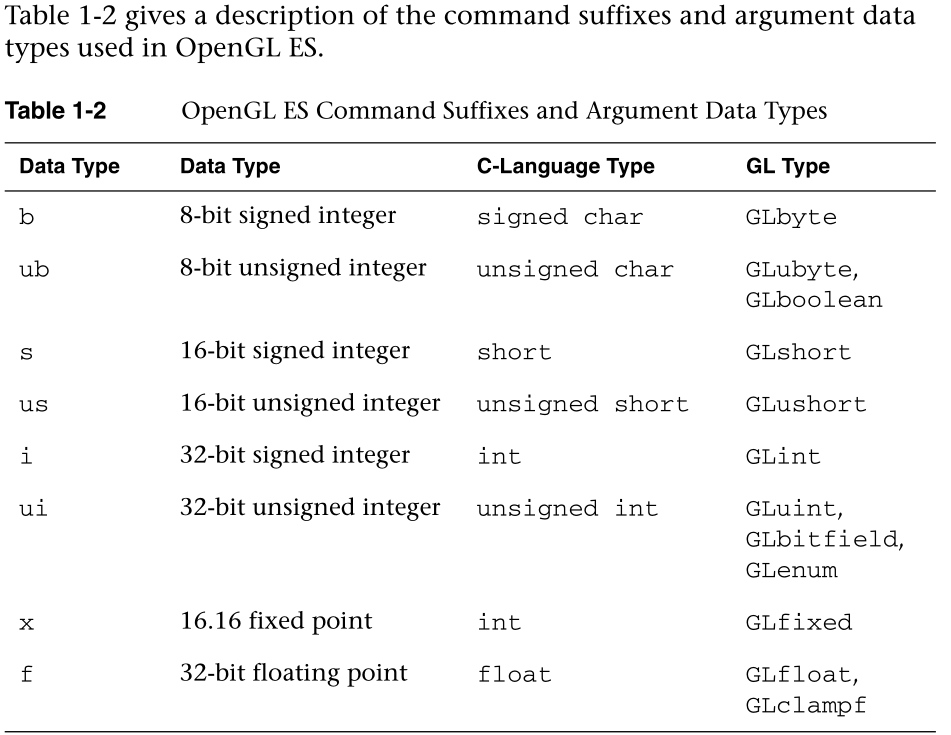 Table 1-2 gives a description of the command suffixes and argument data
types used in OpenGL ES.
Table 1-2 OpenGL ES Command Suffixes and Argument Data Types
Data Type Data Type C-Language Type GL Type
b 8-bit signed integer signed char GLbyte
ub 8-bit unsigned integer unsigned char GLubyte,
GLboolean
s 16-bit signed integer short GLshort
us 16-bit unsigned integer unsigned short GLushort
i 32-bit signed integer int GLint
ui 32-bit unsigned integer unsigned int GLuint,
GLbitfield,
GLenum
x 16.16 fixed point int GLfixed
f 32-bit floating point float GLfloat,
GLclampf